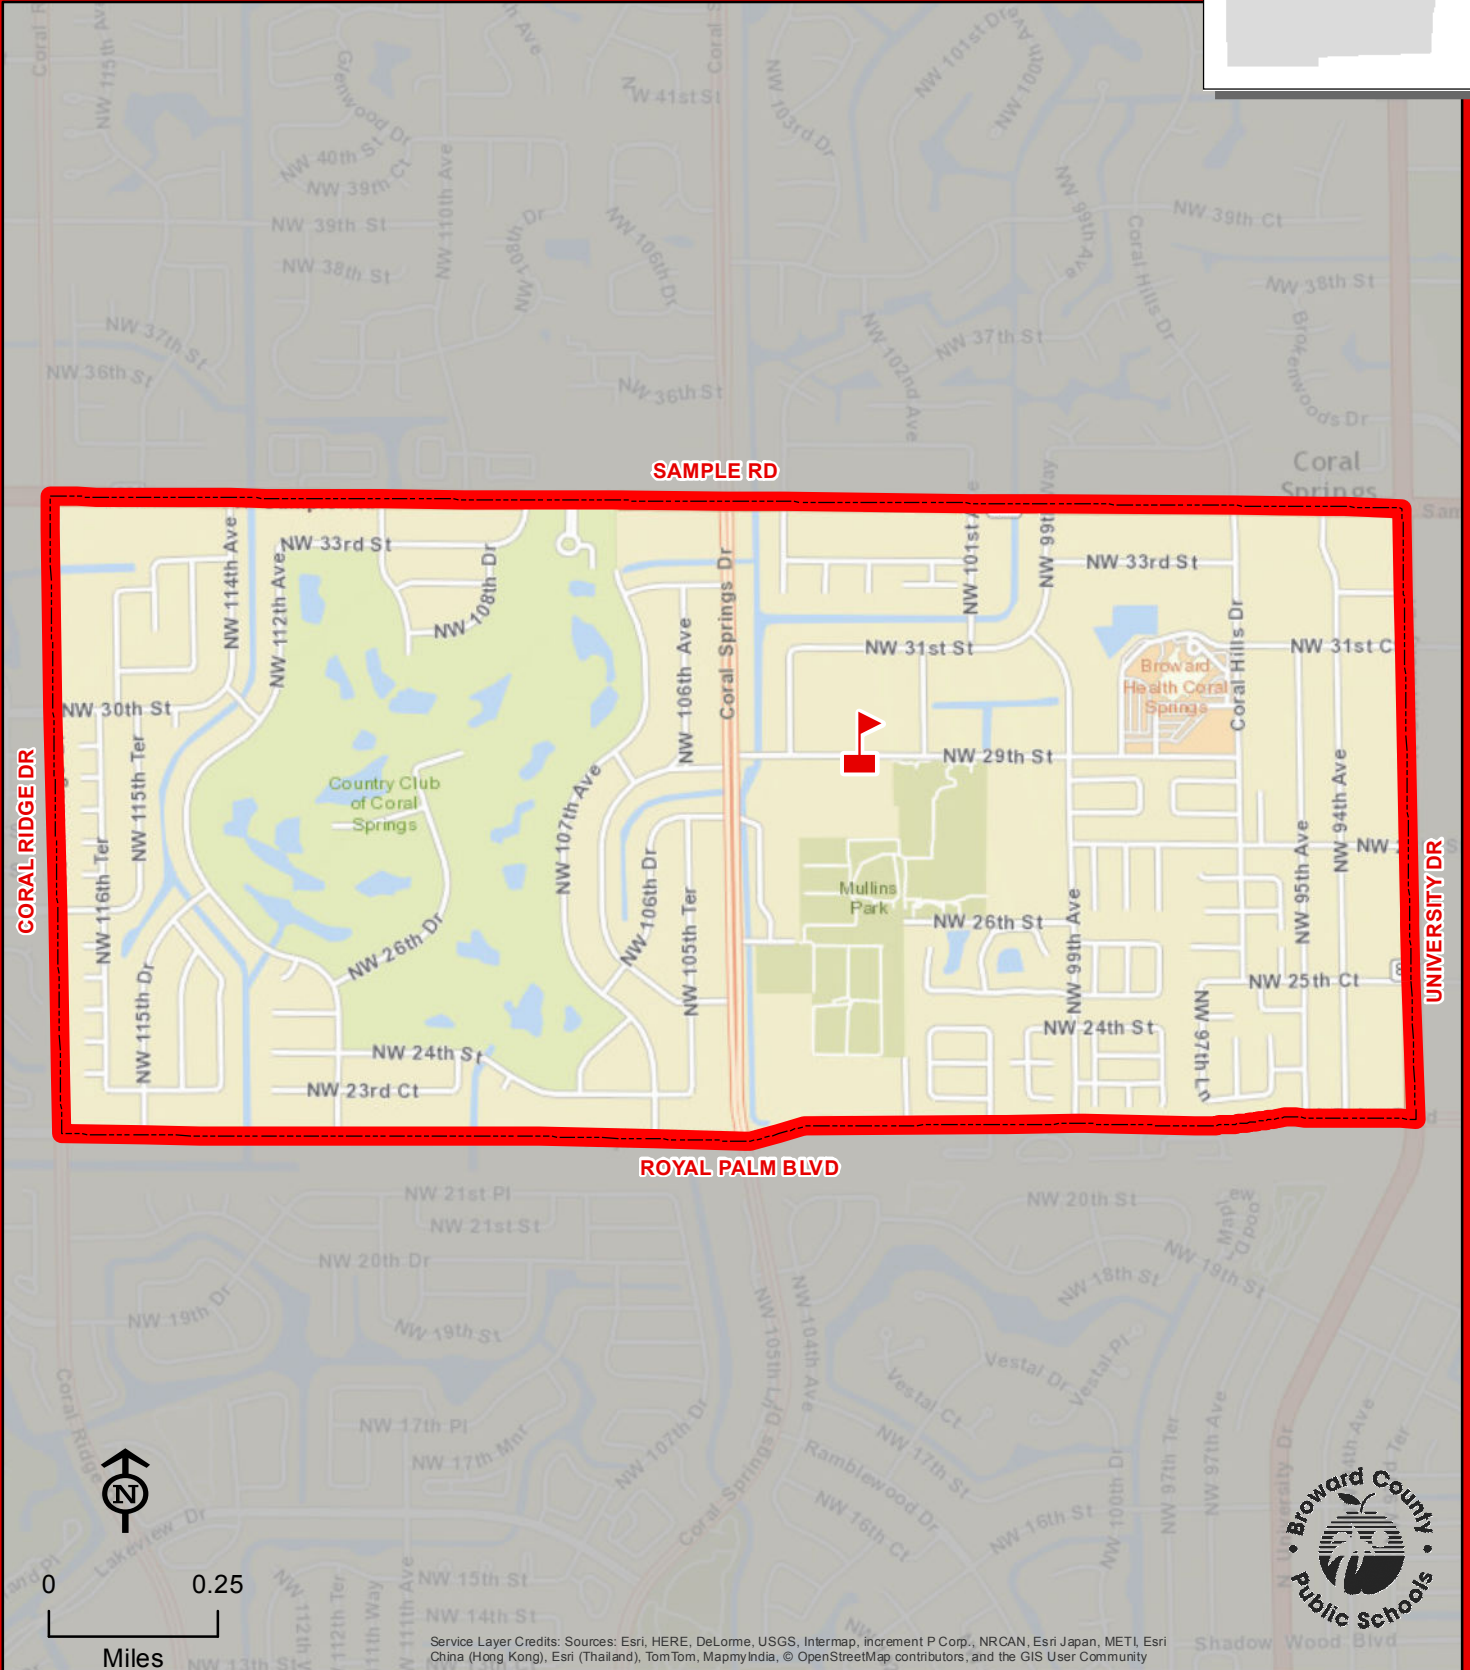 NW 41st St
NW 101st Dr
NW 100th Ave
NW 103rd Dr
Greenwood Dr
NW 40th St
NW 39th Ct
NW 110th Ave
NW 39th St
NW 38th St
NW 108th Dr
NW 106th Dr
NW 99th Ave
Coral Hills Dr
NW 39th Ct
NW 38th St
Brokenwoods Dr
NW 37th St
NW 36th St
NW 36th St
NW 102nd Ave
NW 37th St
Coral
Springs
SAMPLE RD
NW 33rd St
NW 114th Ave
NW 112th Ave
NW 108th Dr
Coral Springs Dr
NW 106th Ave
NW 33rd St
NW 31st St
Coral Hills Dr
NW 31st C
Broward
Health Coral
Springs
NW 30th St
NW 115th Ter
NW 116th Ter
NW 115th Dr
Country Club
of Coral
Springs
NW 107th Ave
NW 29th St
NW 94th Ave
NW 95th Ave
CORAL RIDGE DR
UNIVERSITY DR
Mullins
Park
NW 26th St
NW 99th Ave
NW 106th Dr
NW 105th Ter
NW 26th Dr
NW 25th Ct
NW 97th Ln
NW 24th St
NW 24th St
NW 23rd Ct
ROYAL PALM BLVD
NW 21st Pl
NW 21st St
NW 20th Dr
NW 20th St
NW 19th St
NW 18th St
NW 19th Dr
NW 19th St
NW 105th Ln
NW 104th Ave
Vestal Dr
Vestal Pl
Vestal Ct
NW 17th Pl
NW 17th Mnr
NW 107th Dr
Coral Springs D
Ramblewood Dr
NW 17th St
NW 16th Ct
NW 16th St
NW 100th Dr
NW 97th Ter
NW 97th Ave
N University Dr
Coral Ridge
Lakeview Dr
NW 15th St
NW 14th St
N
0 0.25
Miles
Broward County
Public Schools
Shadow Wood Blvd
Service Layer Credits: Sources: Esri, HERE, DeLorme, USGS, Intermap, increment P Corp., NRCAN, Esri Japan, METI, Esri
China (Hong Kong), Esri (Thailand), TomTom, MapmyIndia, © OpenStreetMap contributors, and the GIS User Community